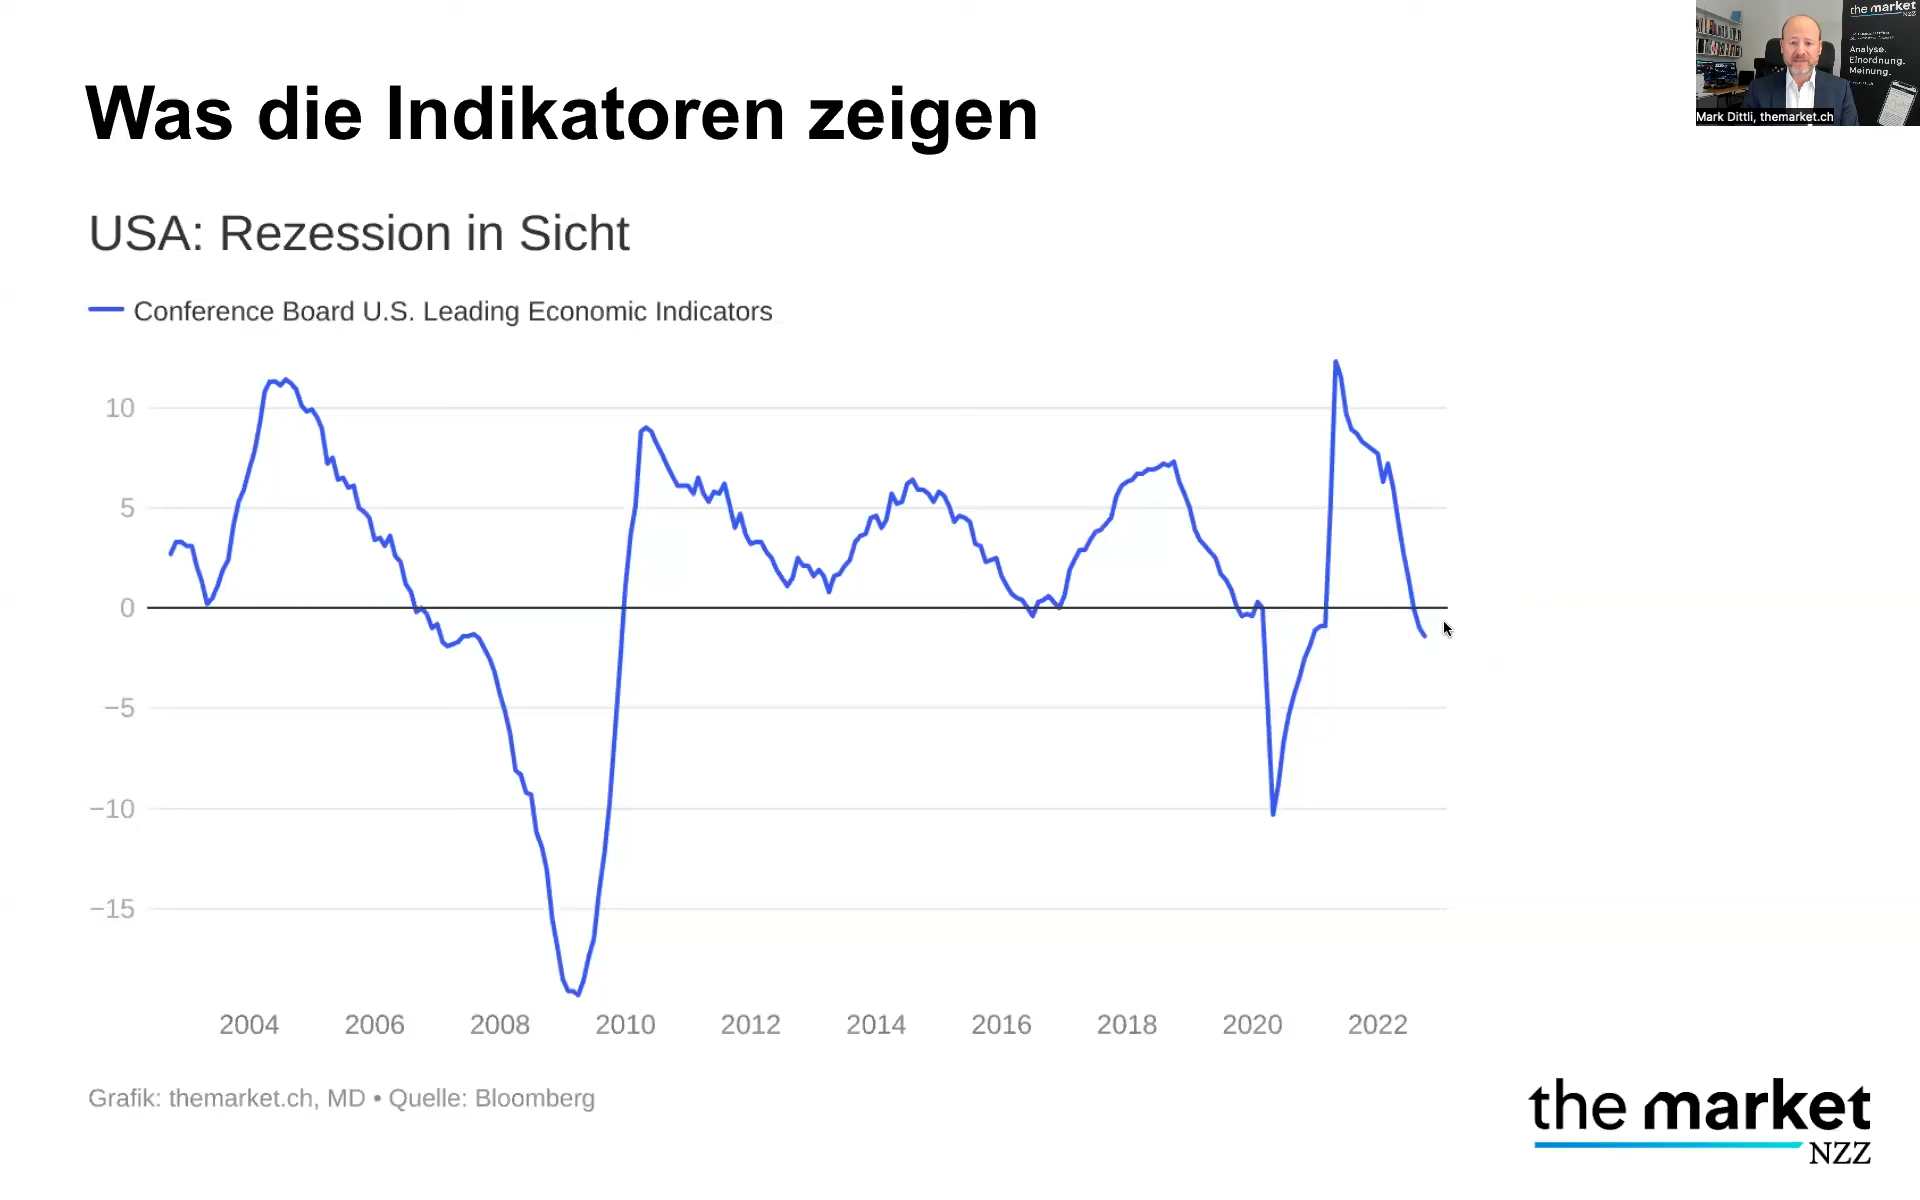 Was die Indikatoren zeigen
the market
NZZ
Analyse.
Einordnung.
Meinung.
Mark Dittli, themarket.ch
USA: Rezession in Sicht
Conference Board U.S. Leading Economic Indicators
10
5
0
−5
−10
−15
2004 2006 2008 2010 2012 2014 2016 2018 2020 2022
Grafik: themarket.ch, MD • Quelle: Bloomberg
the market
NZZ